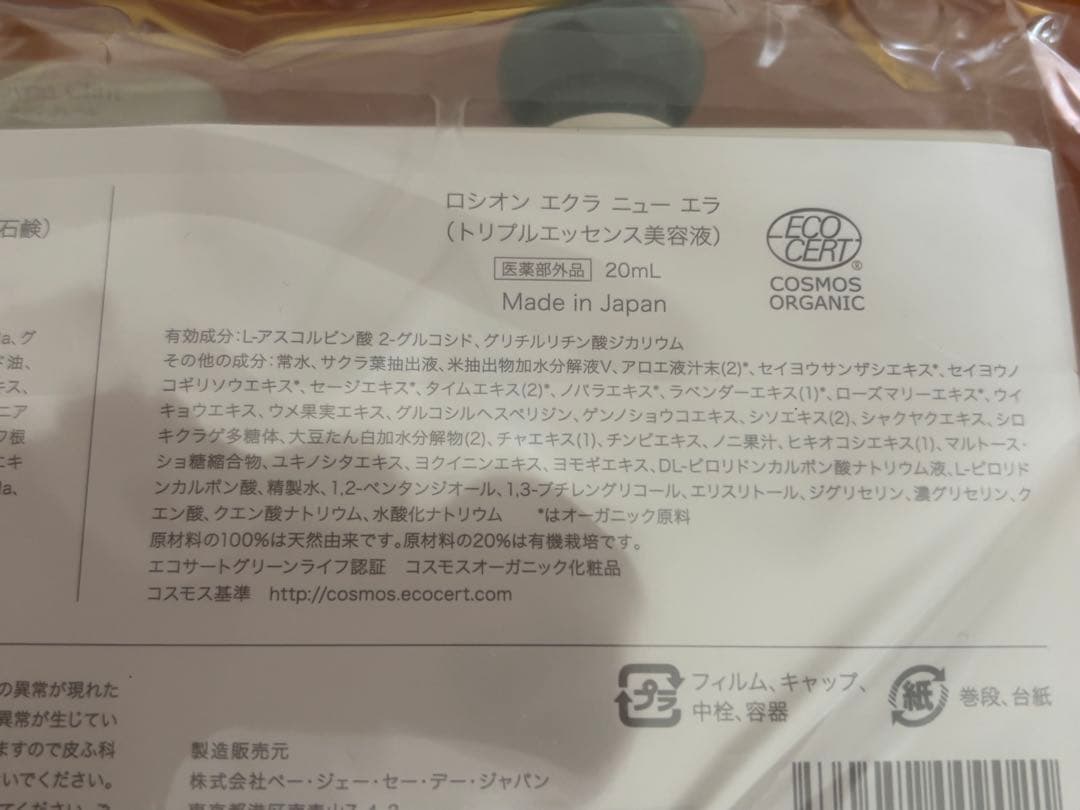 石鹸)
ロシオン エクラ ニュー エラ
(トリプルエッセンス美容液)
医薬部外品 20mL
Made in Japan
ECO
CERT
®
COSMOS
ORGANIC
有効成分:L-アスコルビン酸 2-グルコシド、グリチルリチン酸ジカリウム
その他の成分:常水、サクラ葉抽出液、米抽出物加水分解液V、アロエ液汁末(2)*、セイヨウサンザシエキス*、セイヨウノ
コギリソウエキス*、セージエキス*、タイムエキス(2)*、ノバラエキス*、ラベンダーエキス(1)*、ローズマリーエキス*、ウイ
キョウエキス、ウメ果実エキス、グルコシルヘスペリジン、ゲンノショウコエキス、シソエキス(2)、シャクヤクエキス、シロ
キクラゲ多糖体、大豆たん白加水分解物(2)、チャエキス(1)、チンピエキス、ノニ果汁、ヒキオコシエキス(1)、マルトース・
ショ糖縮合物、ユキノシタエキス、ヨクイニンエキス、ヨモギエキス、DL-ピロリドンカルボン酸ナトリウム液、L-ピロリド
ンカルボン酸、精製水、1,2-ペンタンジオール、1,3-ブチレングリコール、エリスリトール、ジグリセリン、濃グリセリン、ク
エン酸、クエン酸ナトリウム、水酸化ナトリウム *はオーガニック原料
原材料の100%は天然由来です。原材料の20%は有機栽培です。
エコサートグリーンライフ認証 コスモスオーガニック化粧品
コスモス基準 http://cosmos.ecocert.com
a、グ
ド油、
キス、
ニア
ワ根
エキ
a、
の異常が現れた
異常が生じてい
ますので皮ふ科
いでください。
プラ
フィルム、キャップ、
中栓、容器
紙
巻段、台紙
製造販売元
株式会社ペー・ジェー・セー・デー・ジャパン
東京都港区南青山7-4-2